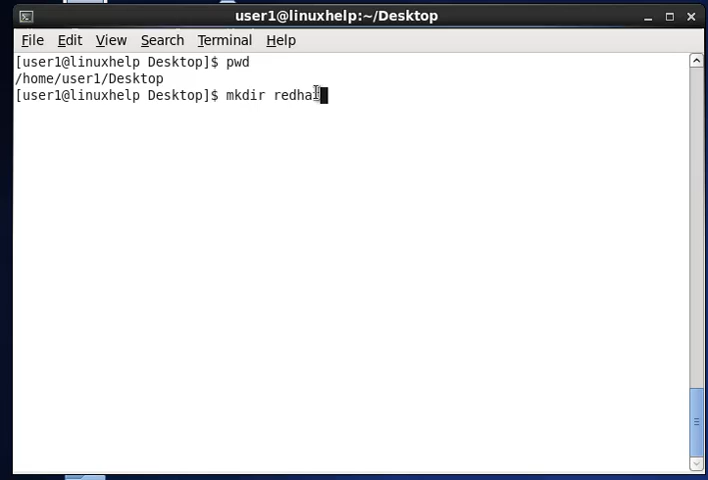 user1@linuxhelp:~/Desktop
File Edit View Search Terminal Help
[user1@linuxhelp Desktop]$ pwd
/home/user1/Desktop
[user1@linuxhelp Desktop]$ mkdir redhat